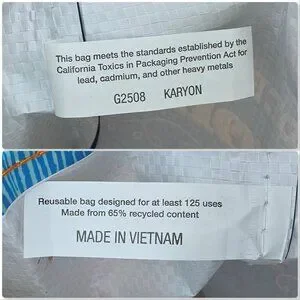 This bag meets the standards established by the
California Toxics in Packaging Prevention Act for
lead, cadmium, and other heavy metals
G2508 KARYON
Reusable bag designed for at least 125 uses
Made from 65% recycled content
MADE IN VIETNAM